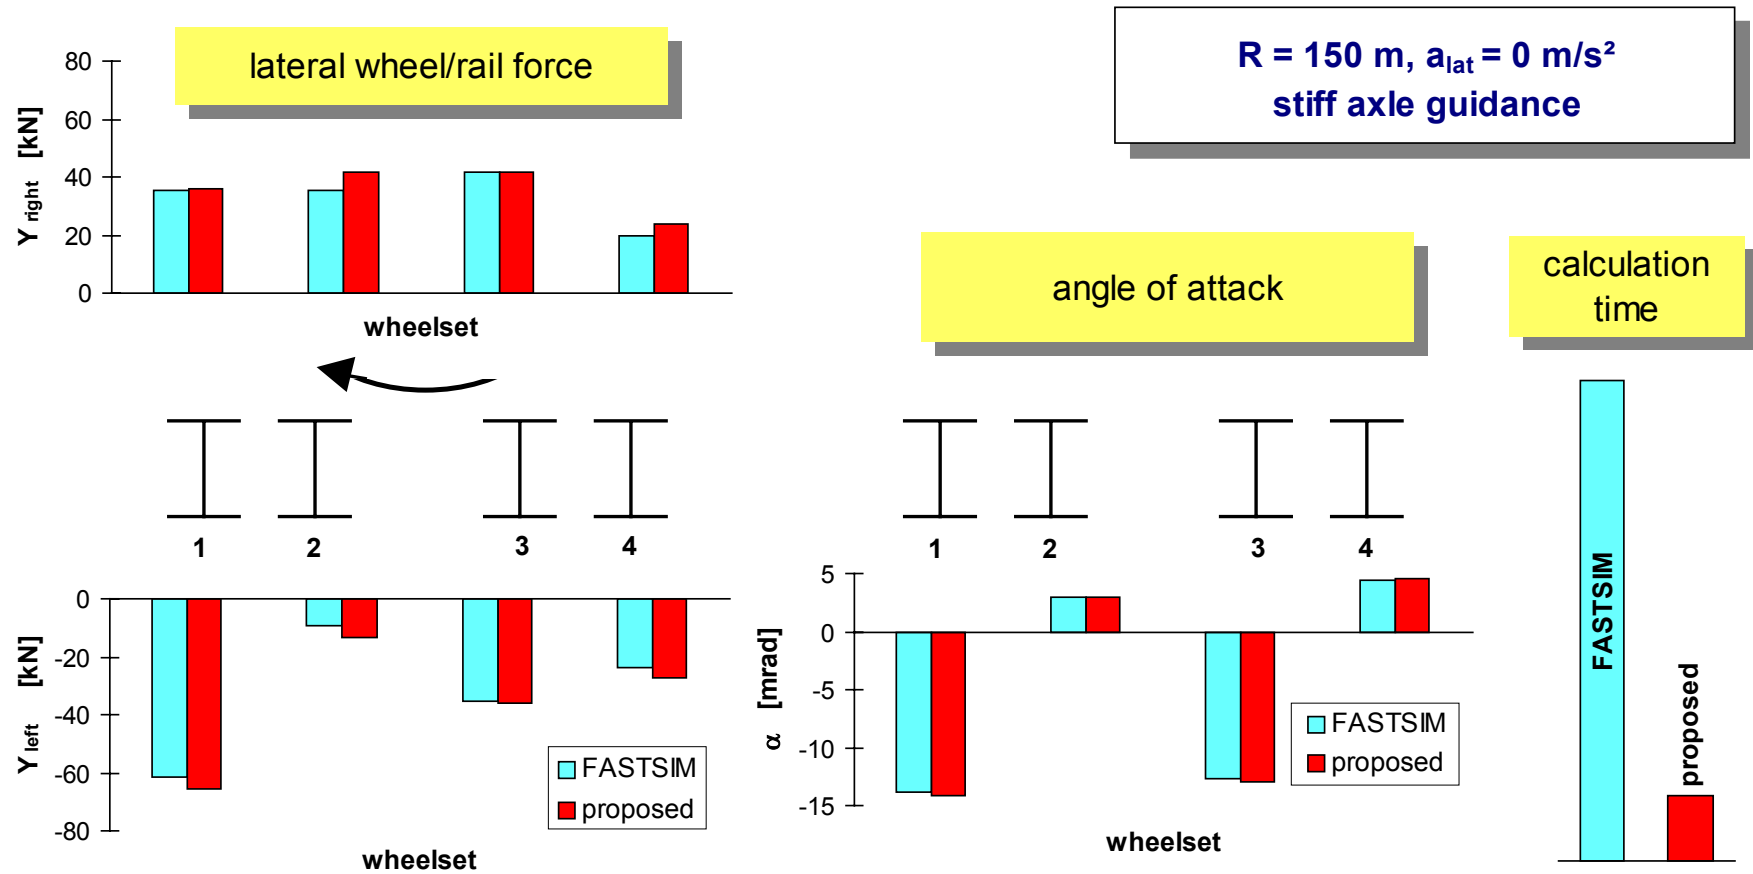 lateral wheel/rail force
R = 150 m, alat = 0 m/s²
stiff axle guidance
80
60
40
20
0
Y right [kN]
wheelset
angle of attack
calculation
time
1 2 3 4
0
-20
-40
-60
-80
Y left [kN]
FASTSIM
proposed
wheelset
1 2 3 4
5
0
-5
-10
-15
α [mrad]
FASTSIM
proposed
wheelset
FASTSIM
proposed